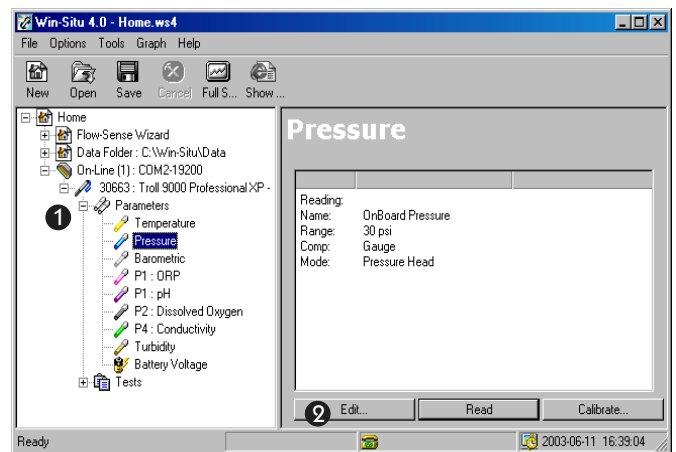 Win-Situ 4.0 - Home.ws4
File Options Tools Graph Help
New Open Save Cancel Full S... Show ...
Home
Flow-Sense Wizard
Data Folder : C:\Win-Situ\Data
On-Line (1) : COM2-19200
30663 : Troll 9000 Professional XP -
Parameters
1
Temperature
Pressure
Barometric
P1 : ORP
P1 : pH
P2 : Dissolved Oxygen
P4 : Conductivity
Turbidity
Battery Voltage
Tests
Pressure
Reading:
Name: OnBoard Pressure
Range: 30 psi
Comp: Gauge
Mode: Pressure Head
2 Edit... Read Calibrate...
Ready 2003-06-11 16:39:04